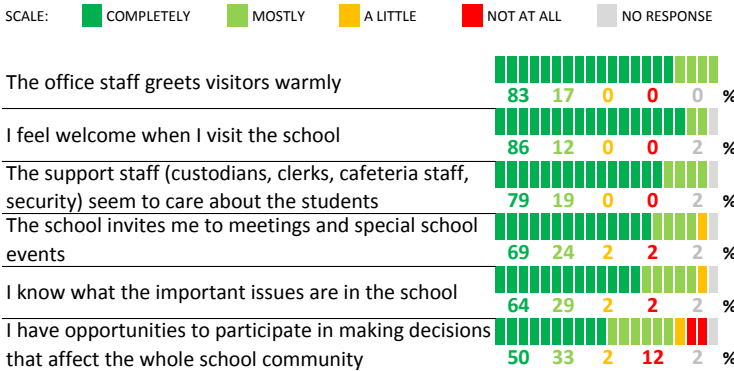 SCALE: COMPLETELY MOSTLY A LITTLE NOT AT ALL NO RESPONSE
The office staff greets visitors warmly
83 17 0 0 0 %
I feel welcome when I visit the school
86 12 0 0 2 %
The support staff (custodians, clerks, cafeteria staff,
security) seem to care about the students
79 19 0 0 2 %
The school invites me to meetings and special school
events
69 24 2 2 2 %
I know what the important issues are in the school
64 29 2 2 2 %
I have opportunities to participate in making decisions
that affect the whole school community
50 33 2 12 2 %